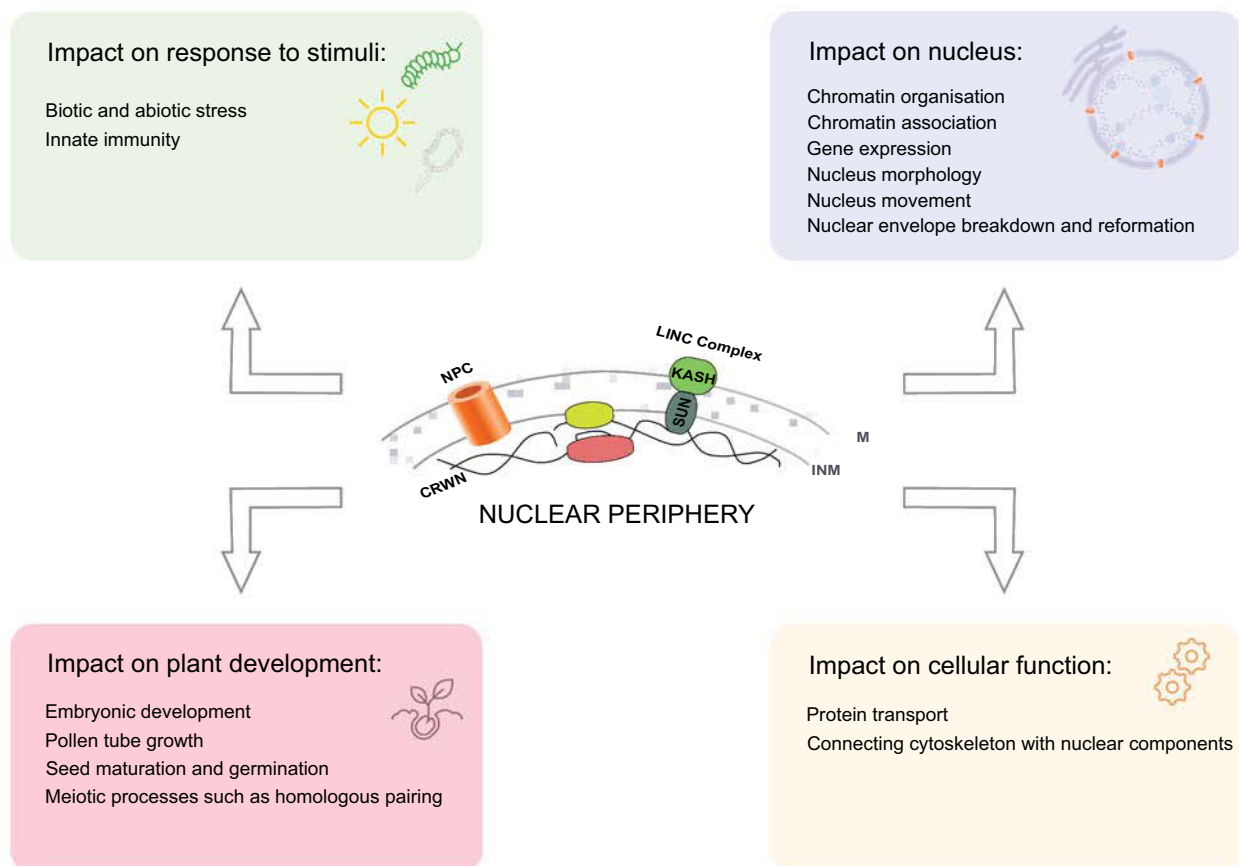 Impact on response to stimuli:
Biotic and abiotic stress
Innate immunity
Impact on nucleus:
Chromatin organisation
Chromatin association
Gene expression
Nucleus morphology
Nucleus movement
Nuclear envelope breakdown and reformation
LINC Complex
NPC
KASH
SUN
M
INM
CRWN
NUCLEAR PERIPHERY
Impact on plant development:
Embryonic development
Pollen tube growth
Seed maturation and germination
Meiotic processes such as homologous pairing
Impact on cellular function:
Protein transport
Connecting cytoskeleton with nuclear components